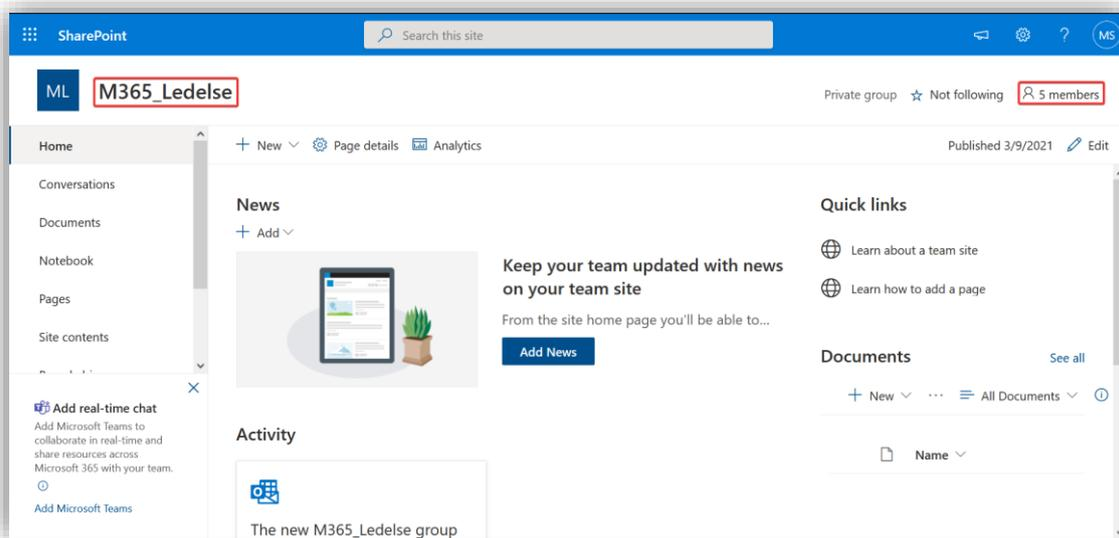 SharePoint
Search this site
?
MS
ML
M365_Ledelse
Private group
Not following
5 members
Home
Conversations
Documents
Notebook
Pages
Site contents
Add real-time chat
Add Microsoft Teams to
collaborate in real-time and
share resources across
Microsoft 365 with your team.
Add Microsoft Teams
+ New
Page details
Analytics
Published 3/9/2021
Edit
News
+ Add
Keep your team updated with news
on your team site
From the site home page you'll be able to...
Add News
Activity
The new M365_Ledelse group
Quick links
Learn about a team site
Learn how to add a page
Documents
See all
+ New
...
All Documents
Name